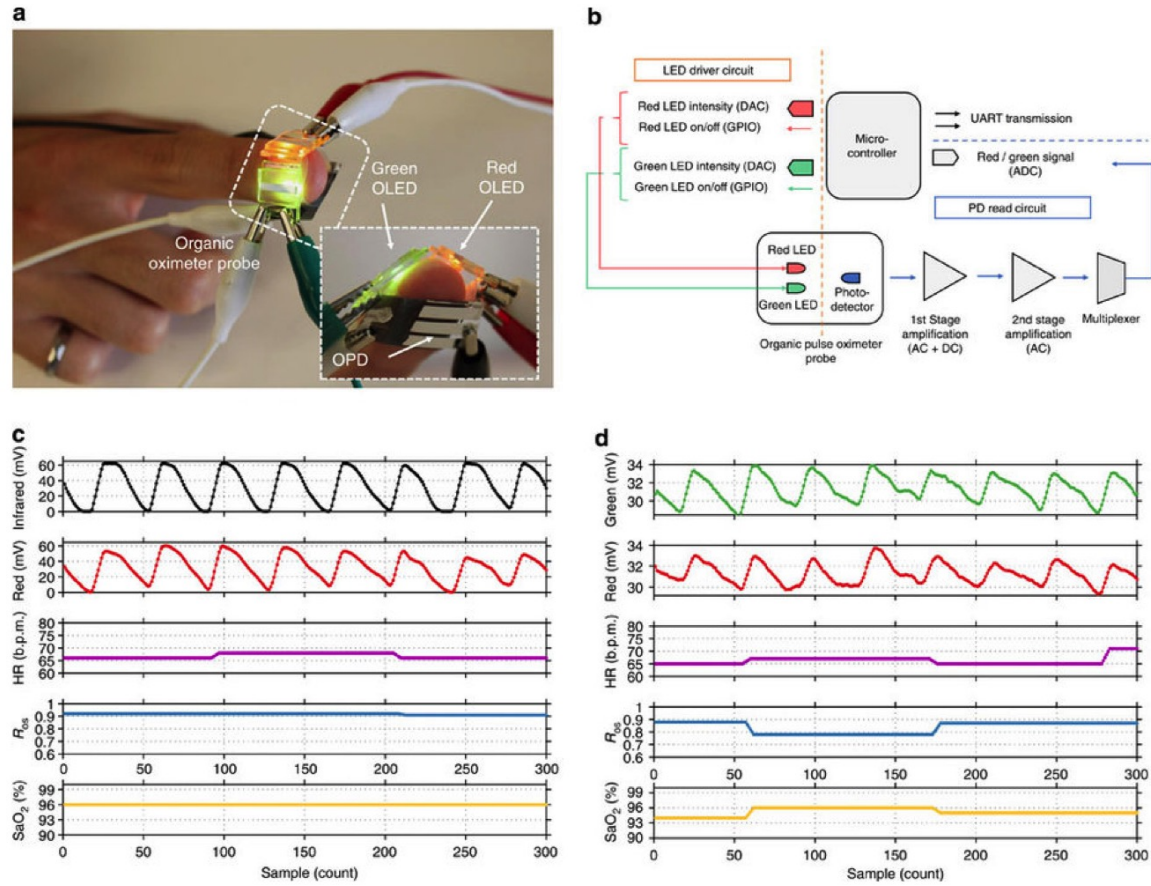 a
Green
OLED
Red
OLED
Organic
oximeter probe
OPD
b
LED driver circuit
Red LED intensity (DAC)
Red LED on/off (GPIO)
Green LED intensity (DAC)
Green LED on/off (GPIO)
Micro-
controller
UART transmission
Red / green signal
(ADC)
PD read circuit
Red LED
Green LED
Photo-
detector
Organic pulse oximeter
probe
1st Stage
amplification
(AC + DC)
2nd stage
amplification
(AC)
Multiplexer
c
Infrared (mV)
60
40
20
0
Red (mV)
60
40
20
0
HR (b.p.m.)
80
75
70
65
60
Ros
1
0.9
0.8
0.7
0.6
0 50 100 150 200 250 300
SaO2 (%)
99
96
93
90
0 50 100 150 200 250 300
Sample (count)
d
Green (mV)
34
32
30
Red (mV)
34
32
30
HR (b.p.m.)
80
75
70
65
60
Ros
1
0.9
0.8
0.7
0.6
0 50 100 150 200 250 300
SaO2 (%)
99
96
93
90
0 50 100 150 200 250 300
Sample (count)